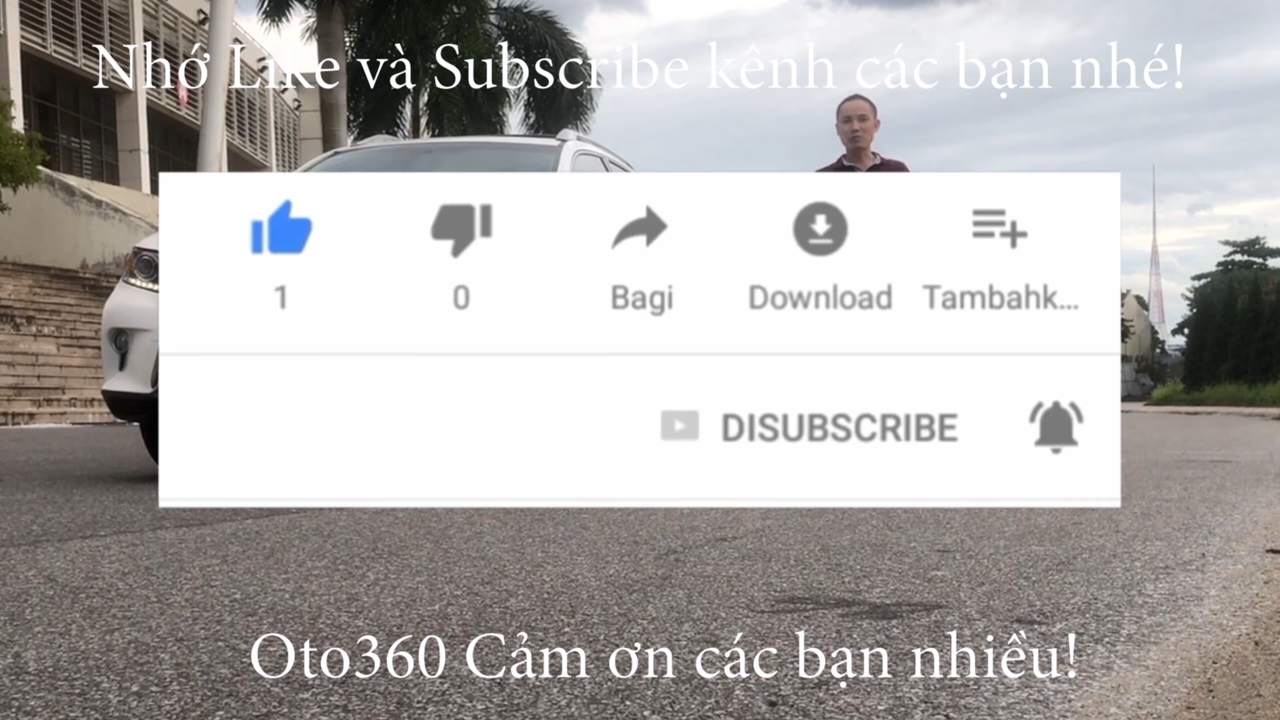 Nhớ Like và Subscribe kênh các bạn nhé!
1 0 Bagi Download Tambahk...
DISUBSCRIBE
Oto360 Cảm ơn các bạn nhiều!